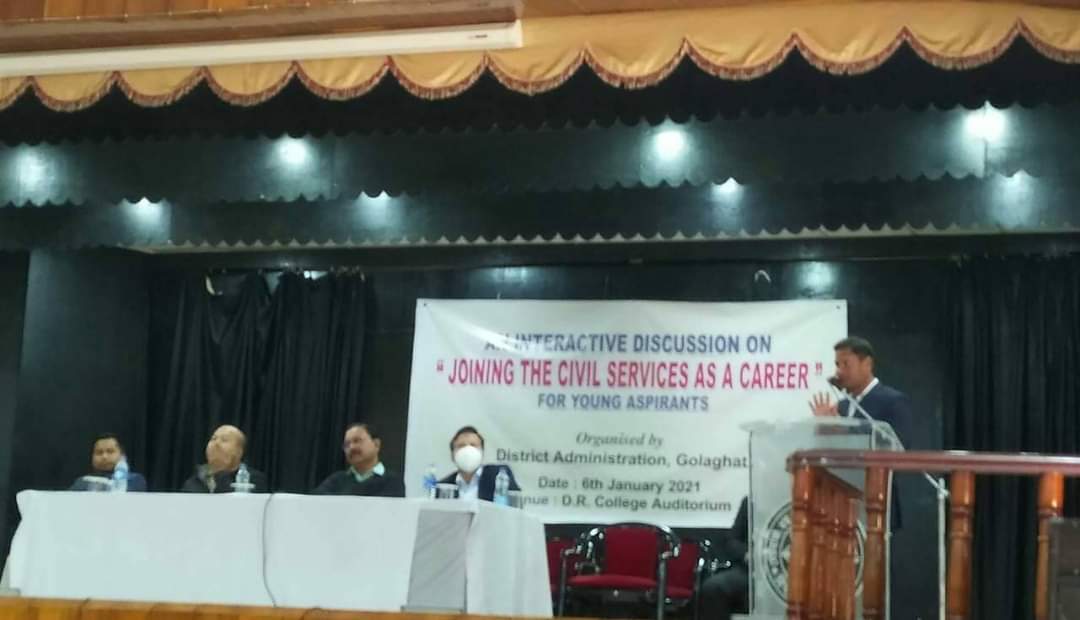 AN INTERACTIVE DISCUSSION ON
“ JOINING THE CIVIL SERVICES AS A CAREER ”
FOR YOUNG ASPIRANTS
Organised by
District Administration, Golaghat
Date : 6th January 2021
: D.R. College Auditorium